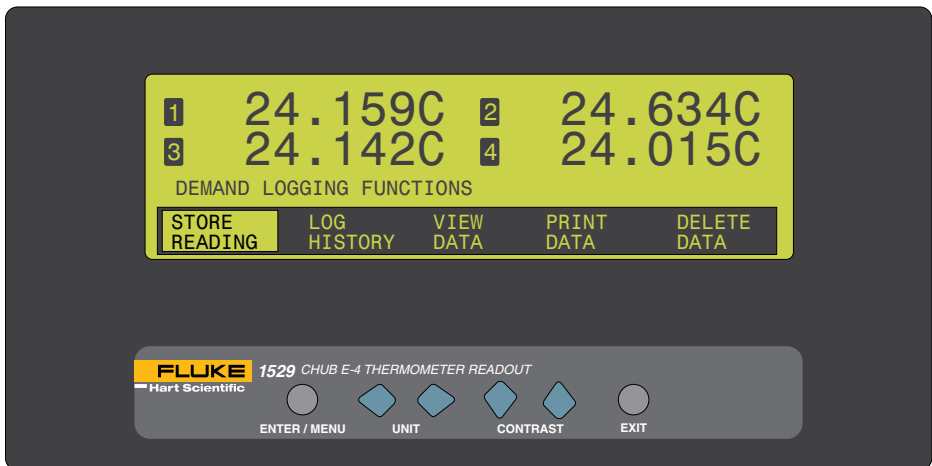 1 24.159C 2 24.634C
3 24.142C 4 24.015C
DEMAND LOGGING FUNCTIONS
STORE LOG VIEW PRINT DELETE
READING HISTORY DATA DATA DATA
FLUKE 1529 CHUB E-4 THERMOMETER READOUT
Hart Scientific
ENTER / MENU UNIT CONTRAST EXIT